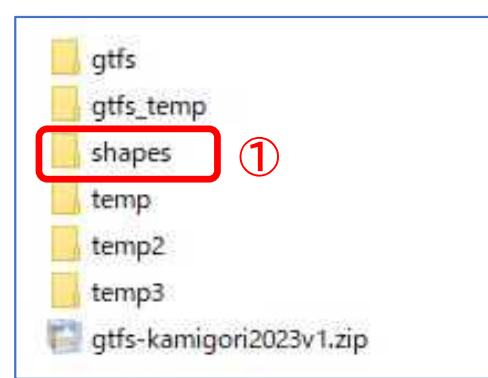 gtfs
gtfs_temp
shapes ①
temp
temp2
temp3
gtfs-kamigori2023v1.zip